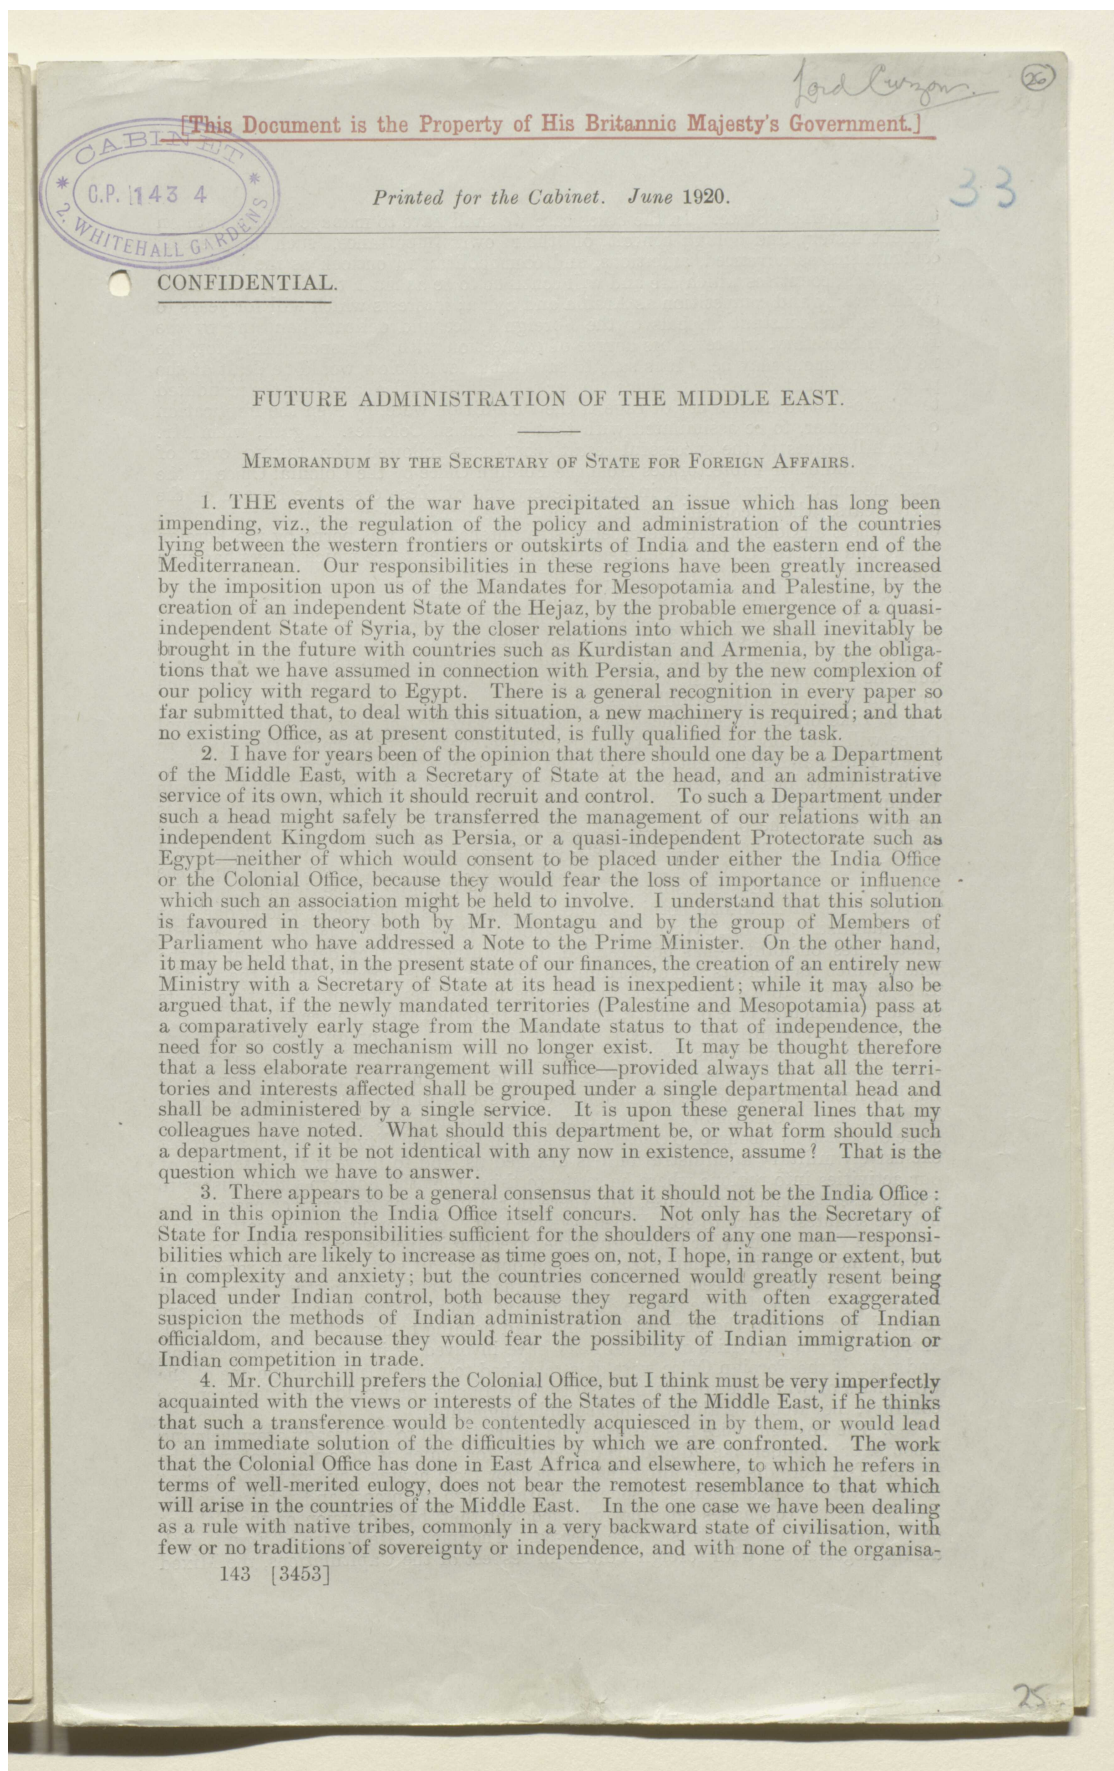 Lord Curzon.
26
[This Document is the Property of His Britannic Majesty's Government.]
CABINET
C.P. 1434
2, WHITEHALL GARDENS
Printed for the Cabinet. June 1920.
33
CONFIDENTIAL.
FUTURE ADMINISTRATION OF THE MIDDLE EAST.
MEMORANDUM BY THE SECRETARY OF STATE FOR FOREIGN AFFAIRS.
1. THE events of the war have precipitated an issue which has long been
impending, viz., the regulation of the policy and administration of the countries
lying between the western frontiers or outskirts of India and the eastern end of the
Mediterranean. Our responsibilities in these regions have been greatly increased
by the imposition upon us of the Mandates for Mesopotamia and Palestine, by the
creation of an independent State of the Hejaz, by the probable emergence of a quasi-
independent State of Syria, by the closer relations into which we shall inevitably be
brought in the future with countries such as Kurdistan and Armenia, by the obliga-
tions that we have assumed in connection with Persia, and by the new complexion of
our policy with regard to Egypt. There is a general recognition in every paper so
far submitted that, to deal with this situation, a new machinery is required; and that
no existing Office, as at present constituted, is fully qualified for the task.
2. I have for years been of the opinion that there should one day be a Department
of the Middle East, with a Secretary of State at the head, and an administrative
service of its own, which it should recruit and control. To such a Department under
such a head might safely be transferred the management of our relations with an
independent Kingdom such as Persia, or a quasi-independent Protectorate such as
Egypt—neither of which would consent to be placed under either the India Office
or the Colonial Office, because they would fear the loss of importance or influence
which such an association might be held to involve. I understand that this solution
is favoured in theory both by Mr. Montagu and by the group of Members of
Parliament who have addressed a Note to the Prime Minister. On the other hand,
it may be held that, in the present state of our finances, the creation of an entirely new
Ministry with a Secretary of State at its head is inexpedient; while it may also be
argued that, if the newly mandated territories (Palestine and Mesopotamia) pass at
a comparatively early stage from the Mandate status to that of independence, the
need for so costly a mechanism will no longer exist. It may be thought therefore
that a less elaborate rearrangement will suffice—provided always that all the terri-
tories and interests affected shall be grouped under a single departmental head and
shall be administered by a single service. It is upon these general lines that my
colleagues have noted. What should this department be, or what form should such
a department, if it be not identical with any now in existence, assume? That is the
question which we have to answer.
3. There appears to be a general consensus that it should not be the India Office:
and in this opinion the India Office itself concurs. Not only has the Secretary of
State for India responsibilities sufficient for the shoulders of any one man—responsi-
bilities which are likely to increase as time goes on, not, I hope, in range or extent, but
in complexity and anxiety; but the countries concerned would greatly resent being
placed under Indian control, both because they regard with often exaggerated
suspicion the methods of Indian administration and the traditions of Indian
officialdom, and because they would fear the possibility of Indian immigration or
Indian competition in trade.
4. Mr. Churchill prefers the Colonial Office, but I think must be very imperfectly
acquainted with the views or interests of the States of the Middle East, if he thinks
that such a transference would be contentedly acquiesced in by them, or would lead
to an immediate solution of the difficulties by which we are confronted. The work
that the Colonial Office has done in East Africa and elsewhere, to which he refers in
terms of well-merited eulogy, does not bear the remotest resemblance to that which
will arise in the countries of the Middle East. In the one case we have been dealing
as a rule with native tribes, commonly in a very backward state of civilisation, with
few or no traditions of sovereignty or independence, and with none of the organisa-
143 [3453]
25